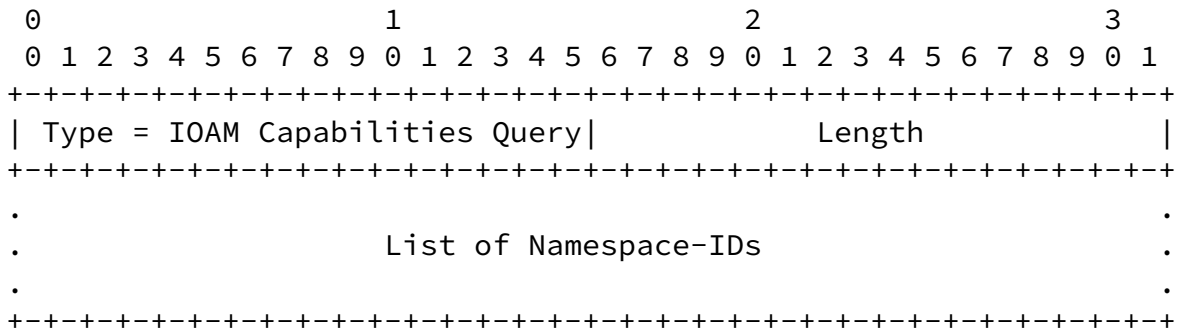 0                   1                   2                   3
 0 1 2 3 4 5 6 7 8 9 0 1 2 3 4 5 6 7 8 9 0 1 2 3 4 5 6 7 8 9 0 1
+-+-+-+-+-+-+-+-+-+-+-+-+-+-+-+-+-+-+-+-+-+-+-+-+-+-+-+-+-+-+-+-+
| Type = IOAM Capabilities Query|            Length             |
+-+-+-+-+-+-+-+-+-+-+-+-+-+-+-+-+-+-+-+-+-+-+-+-+-+-+-+-+-+-+-+-+
.                                                               .
.                    List of Namespace-IDs                      .
.                                                               .
+-+-+-+-+-+-+-+-+-+-+-+-+-+-+-+-+-+-+-+-+-+-+-+-+-+-+-+-+-+-+-+-+